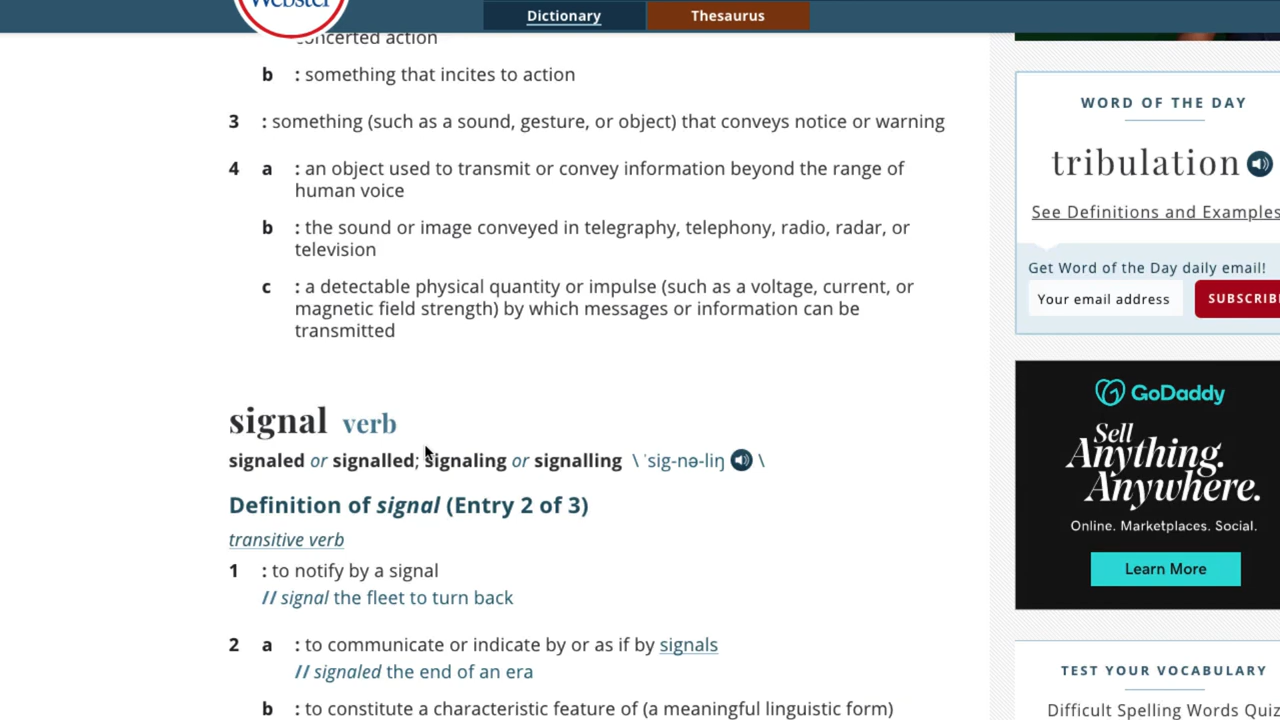 Webster
Dictionary
Thesaurus
concerted action
b : something that incites to action
3 : something (such as a sound, gesture, or object) that conveys notice or warning
4 a : an object used to transmit or convey information beyond the range of
human voice
b : the sound or image conveyed in telegraphy, telephony, radio, radar, or
television
c : a detectable physical quantity or impulse (such as a voltage, current, or
magnetic field strength) by which messages or information can be
transmitted
signal verb
signaled or signalled; signaling or signalling \ ˈsig-nə-liŋ \
Definition of signal (Entry 2 of 3)
transitive verb
1 : to notify by a signal
// signal the fleet to turn back
2 a : to communicate or indicate by or as if by signals
// signaled the end of an era
b : to constitute a characteristic feature of (a meaningful linguistic form)
WORD OF THE DAY
tribulation
See Definitions and Examples
Get Word of the Day daily email!
Your email address
SUBSCRIBE
GoDaddy
Sell
Anything.
Anywhere.
Online. Marketplaces. Social.
Learn More
TEST YOUR VOCABULARY
Difficult Spelling Words Quiz